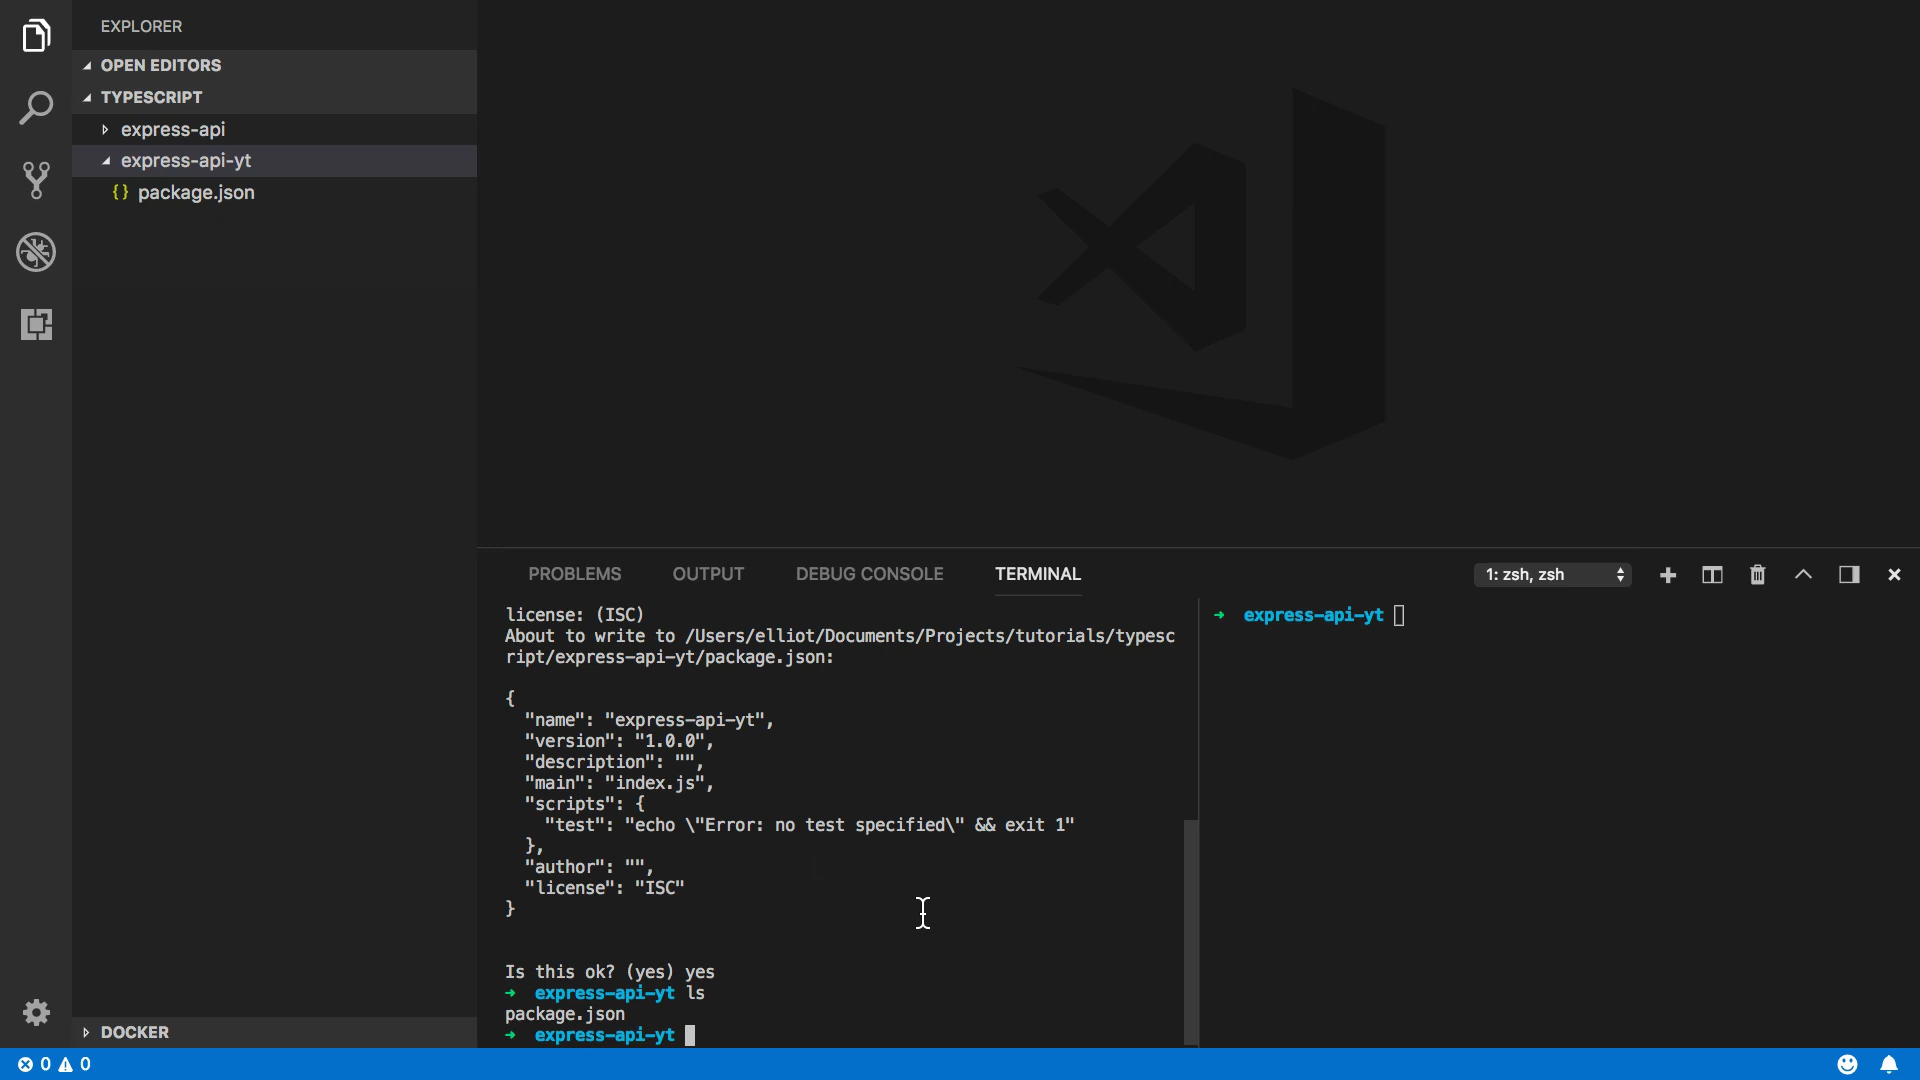 EXPLORER
OPEN EDITORS
TYPESCRIPT
express-api
express-api-yt
{} package.json
DOCKER
PROBLEMS OUTPUT DEBUG CONSOLE TERMINAL
1: zsh, zsh
license: (ISC)
About to write to /Users/elliot/Documents/Projects/tutorials/typesc
ript/express-api-yt/package.json:
{
"name": "express-api-yt",
"version": "1.0.0",
"description": "",
"main": "index.js",
"scripts": {
"test": "echo \"Error: no test specified\" && exit 1"
},
"author": "",
"license": "ISC"
}
Is this ok? (yes) yes
→ express-api-yt ls
package.json
→ express-api-yt
→ express-api-yt
0 0